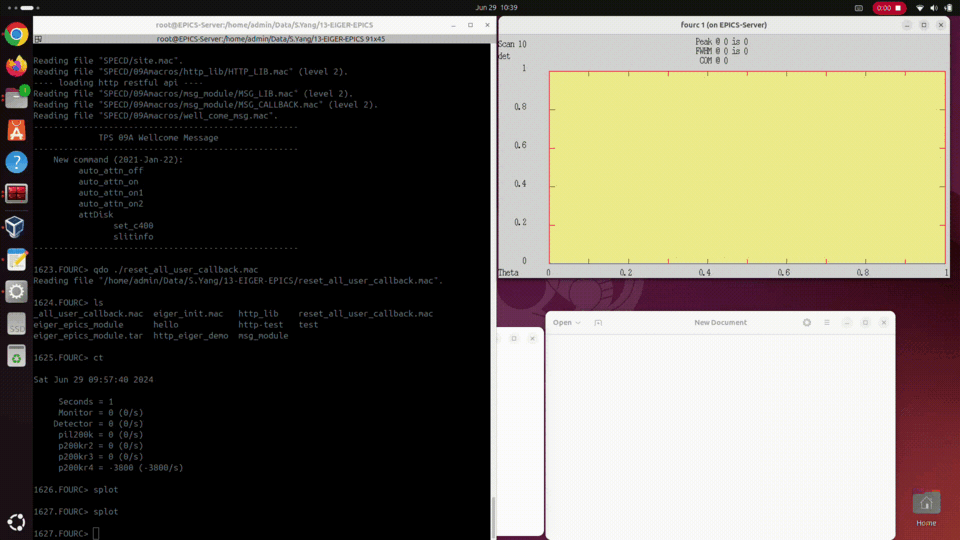 Jun 29 10:39
0:00
root@EPICS-Server:/home/admin/Data/S.Yang/13-EIGER-EPICS
root@EPICS-Server:/home/admin/Data/S.Yang/13-EIGER-EPICS 91x45
Reading file "SPECD/site.mac".
Reading file "SPECD/09Amacros/http_lib/HTTP_LIB.mac" (level 2).
---- loading http restful api ----
Reading file "SPECD/09Amacros/msg_module/MSG_LIB.mac" (level 2).
Reading file "SPECD/09Amacros/msg_module/MSG_CALLBACK.mac" (level 2).
Reading file "SPECD/09Amacros/well_come_msg.mac".
-----------------------------------------------------
TPS 09A Wellcome Message
-----------------------------------------------------
New command (2021-Jan-22):
auto_attn_off
auto_attn_on
auto_attn_on1
auto_attn_on2
attDisk
set_c400
slitinfo
-----------------------------------------------------
1623.FOURC> qdo ./reset_all_user_callback.mac
Reading file "/home/admin/Data/S.Yang/13-EIGER-EPICS/reset_all_user_callback.mac".
1624.FOURC> ls
_all_user_callback.mac  eiger_init.mac   http_lib    reset_all_user_callback.mac
eiger_epics_module      hello            http-test   test
eiger_epics_module.tar  http_eiger_demo  msg_module
1625.FOURC> ct
Sat Jun 29 09:57:40 2024
Seconds = 1
Monitor = 0 (0/s)
Detector = 0 (0/s)
pil200k = 0 (0/s)
p200kr2 = 0 (0/s)
p200kr3 = 0 (0/s)
p200kr4 = -3800 (-3800/s)
1626.FOURC> splot
1627.FOURC> splot
1627.FOURC>
fourc 1 (on EPICS-Server)
Scan 10
det
Peak @ 0 is 0
FWHM @ 0 is 0
COM @ 0
1
0.8
0.6
0.4
0.2
0
Theta 0 0.2 0.4 0.6 0.8 1
Open
New Document
SSD
1
Home